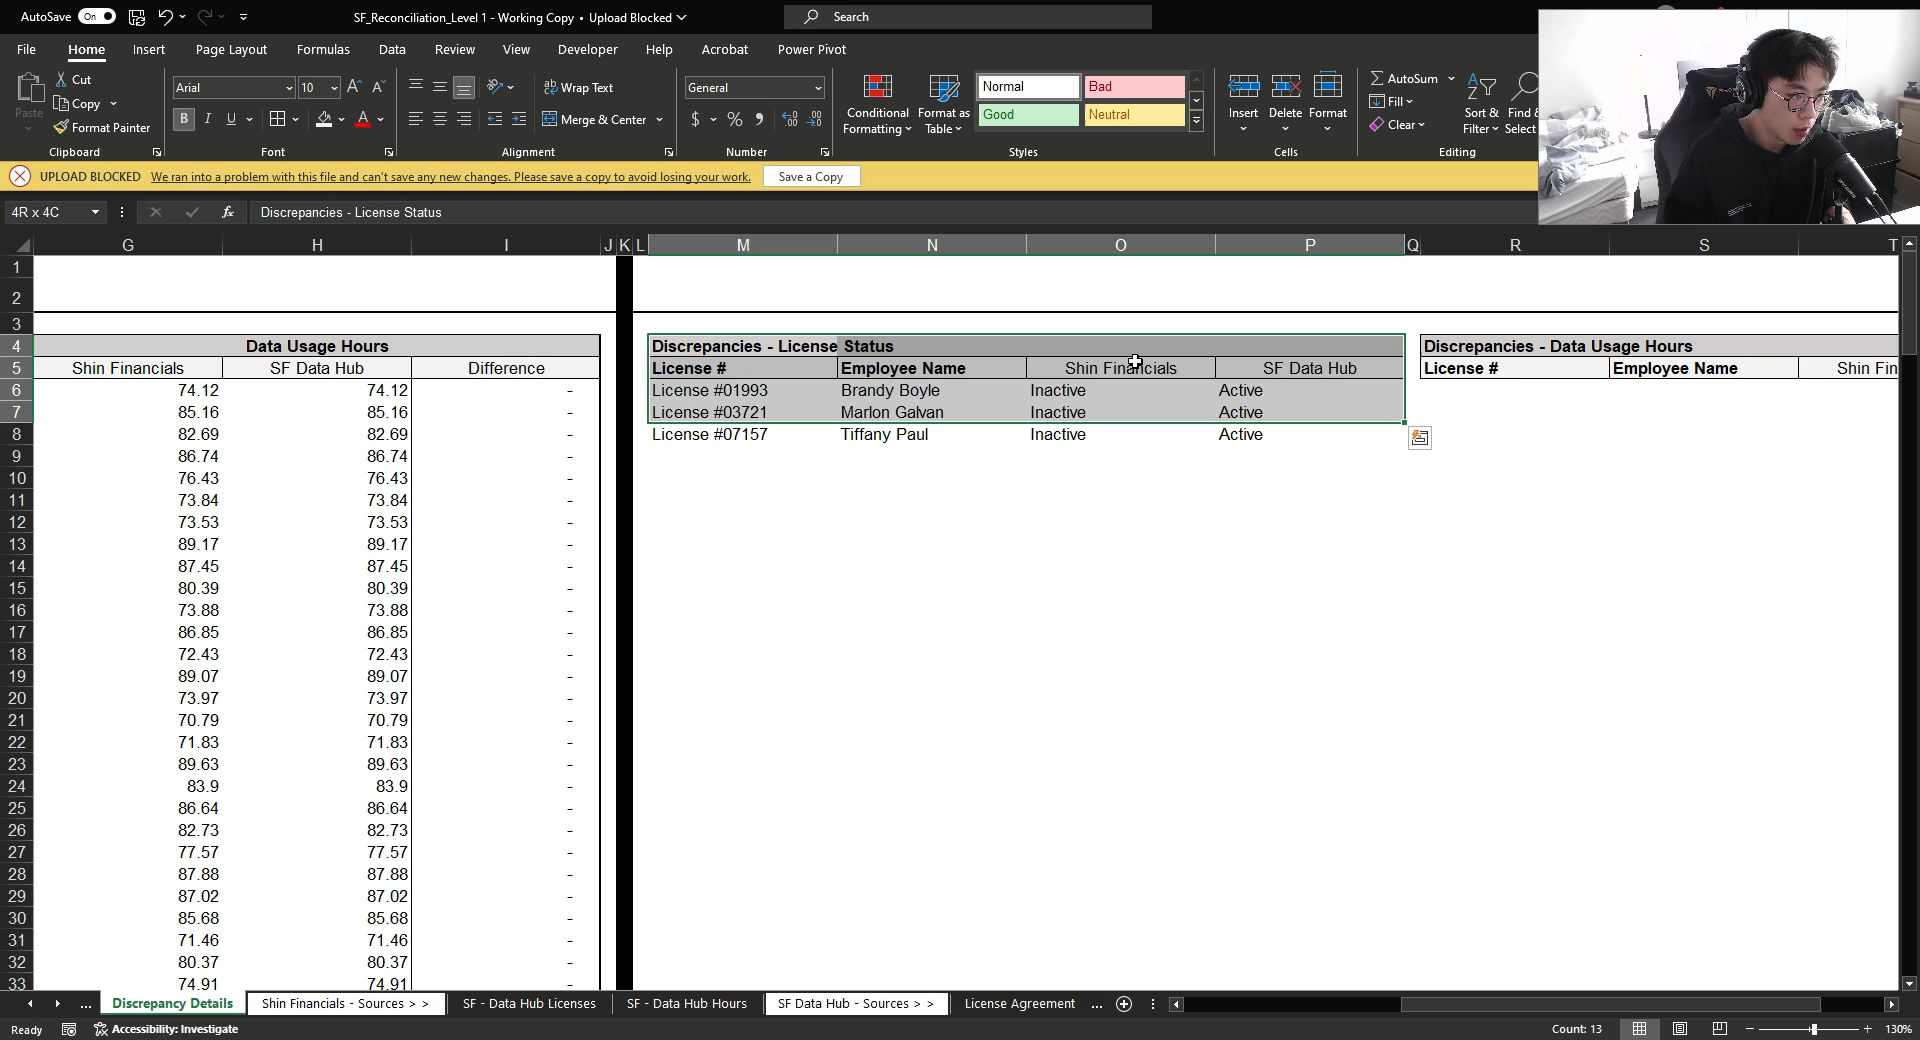 AutoSave On SF_Reconciliation_Level 1 - Working Copy • Upload Blocked Search
File Home Insert Page Layout Formulas Data Review View Developer Help Acrobat Power Pivot
Paste Cut Copy Format Painter Clipboard
Arial 10 B I U Font
Wrap Text Merge & Center Alignment
General $ % Number
Conditional Formatting Format as Table Normal Bad Good Neutral Styles
Insert Delete Format Cells
AutoSum Fill Clear Sort & Filter Find & Select Editing
UPLOAD BLOCKED We ran into a problem with this file and can't save any new changes. Please save a copy to avoid losing your work. Save a Copy
4R x 4C fx Discrepancies - License Status
G H I J K L M N O P Q R S T
1
2
3
4 Data Usage Hours Discrepancies - License Status Discrepancies - Data Usage Hours
5 Shin Financials SF Data Hub Difference License # Employee Name Shin Financials SF Data Hub License # Employee Name Shin Fin
6 74.12 74.12 - License #01993 Brandy Boyle Inactive Active
7 85.16 85.16 - License #03721 Marlon Galvan Inactive Active
8 82.69 82.69 - License #07157 Tiffany Paul Inactive Active
9 86.74 86.74 -
10 76.43 76.43 -
11 73.84 73.84 -
12 73.53 73.53 -
13 89.17 89.17 -
14 87.45 87.45 -
15 80.39 80.39 -
16 73.88 73.88 -
17 86.85 86.85 -
18 72.43 72.43 -
19 89.07 89.07 -
20 73.97 73.97 -
21 70.79 70.79 -
22 71.83 71.83 -
23 89.63 89.63 -
24 83.9 83.9 -
25 86.64 86.64 -
26 82.73 82.73 -
27 77.57 77.57 -
28 87.88 87.88 -
29 87.02 87.02 -
30 85.68 85.68 -
31 71.46 71.46 -
32 80.37 80.37 -
33 74.91 74.91 -
... Discrepancy Details Shin Financials - Sources > > SF - Data Hub Licenses SF - Data Hub Hours SF Data Hub - Sources > > License Agreement ...
Ready Accessibility: Investigate Count: 13 130%